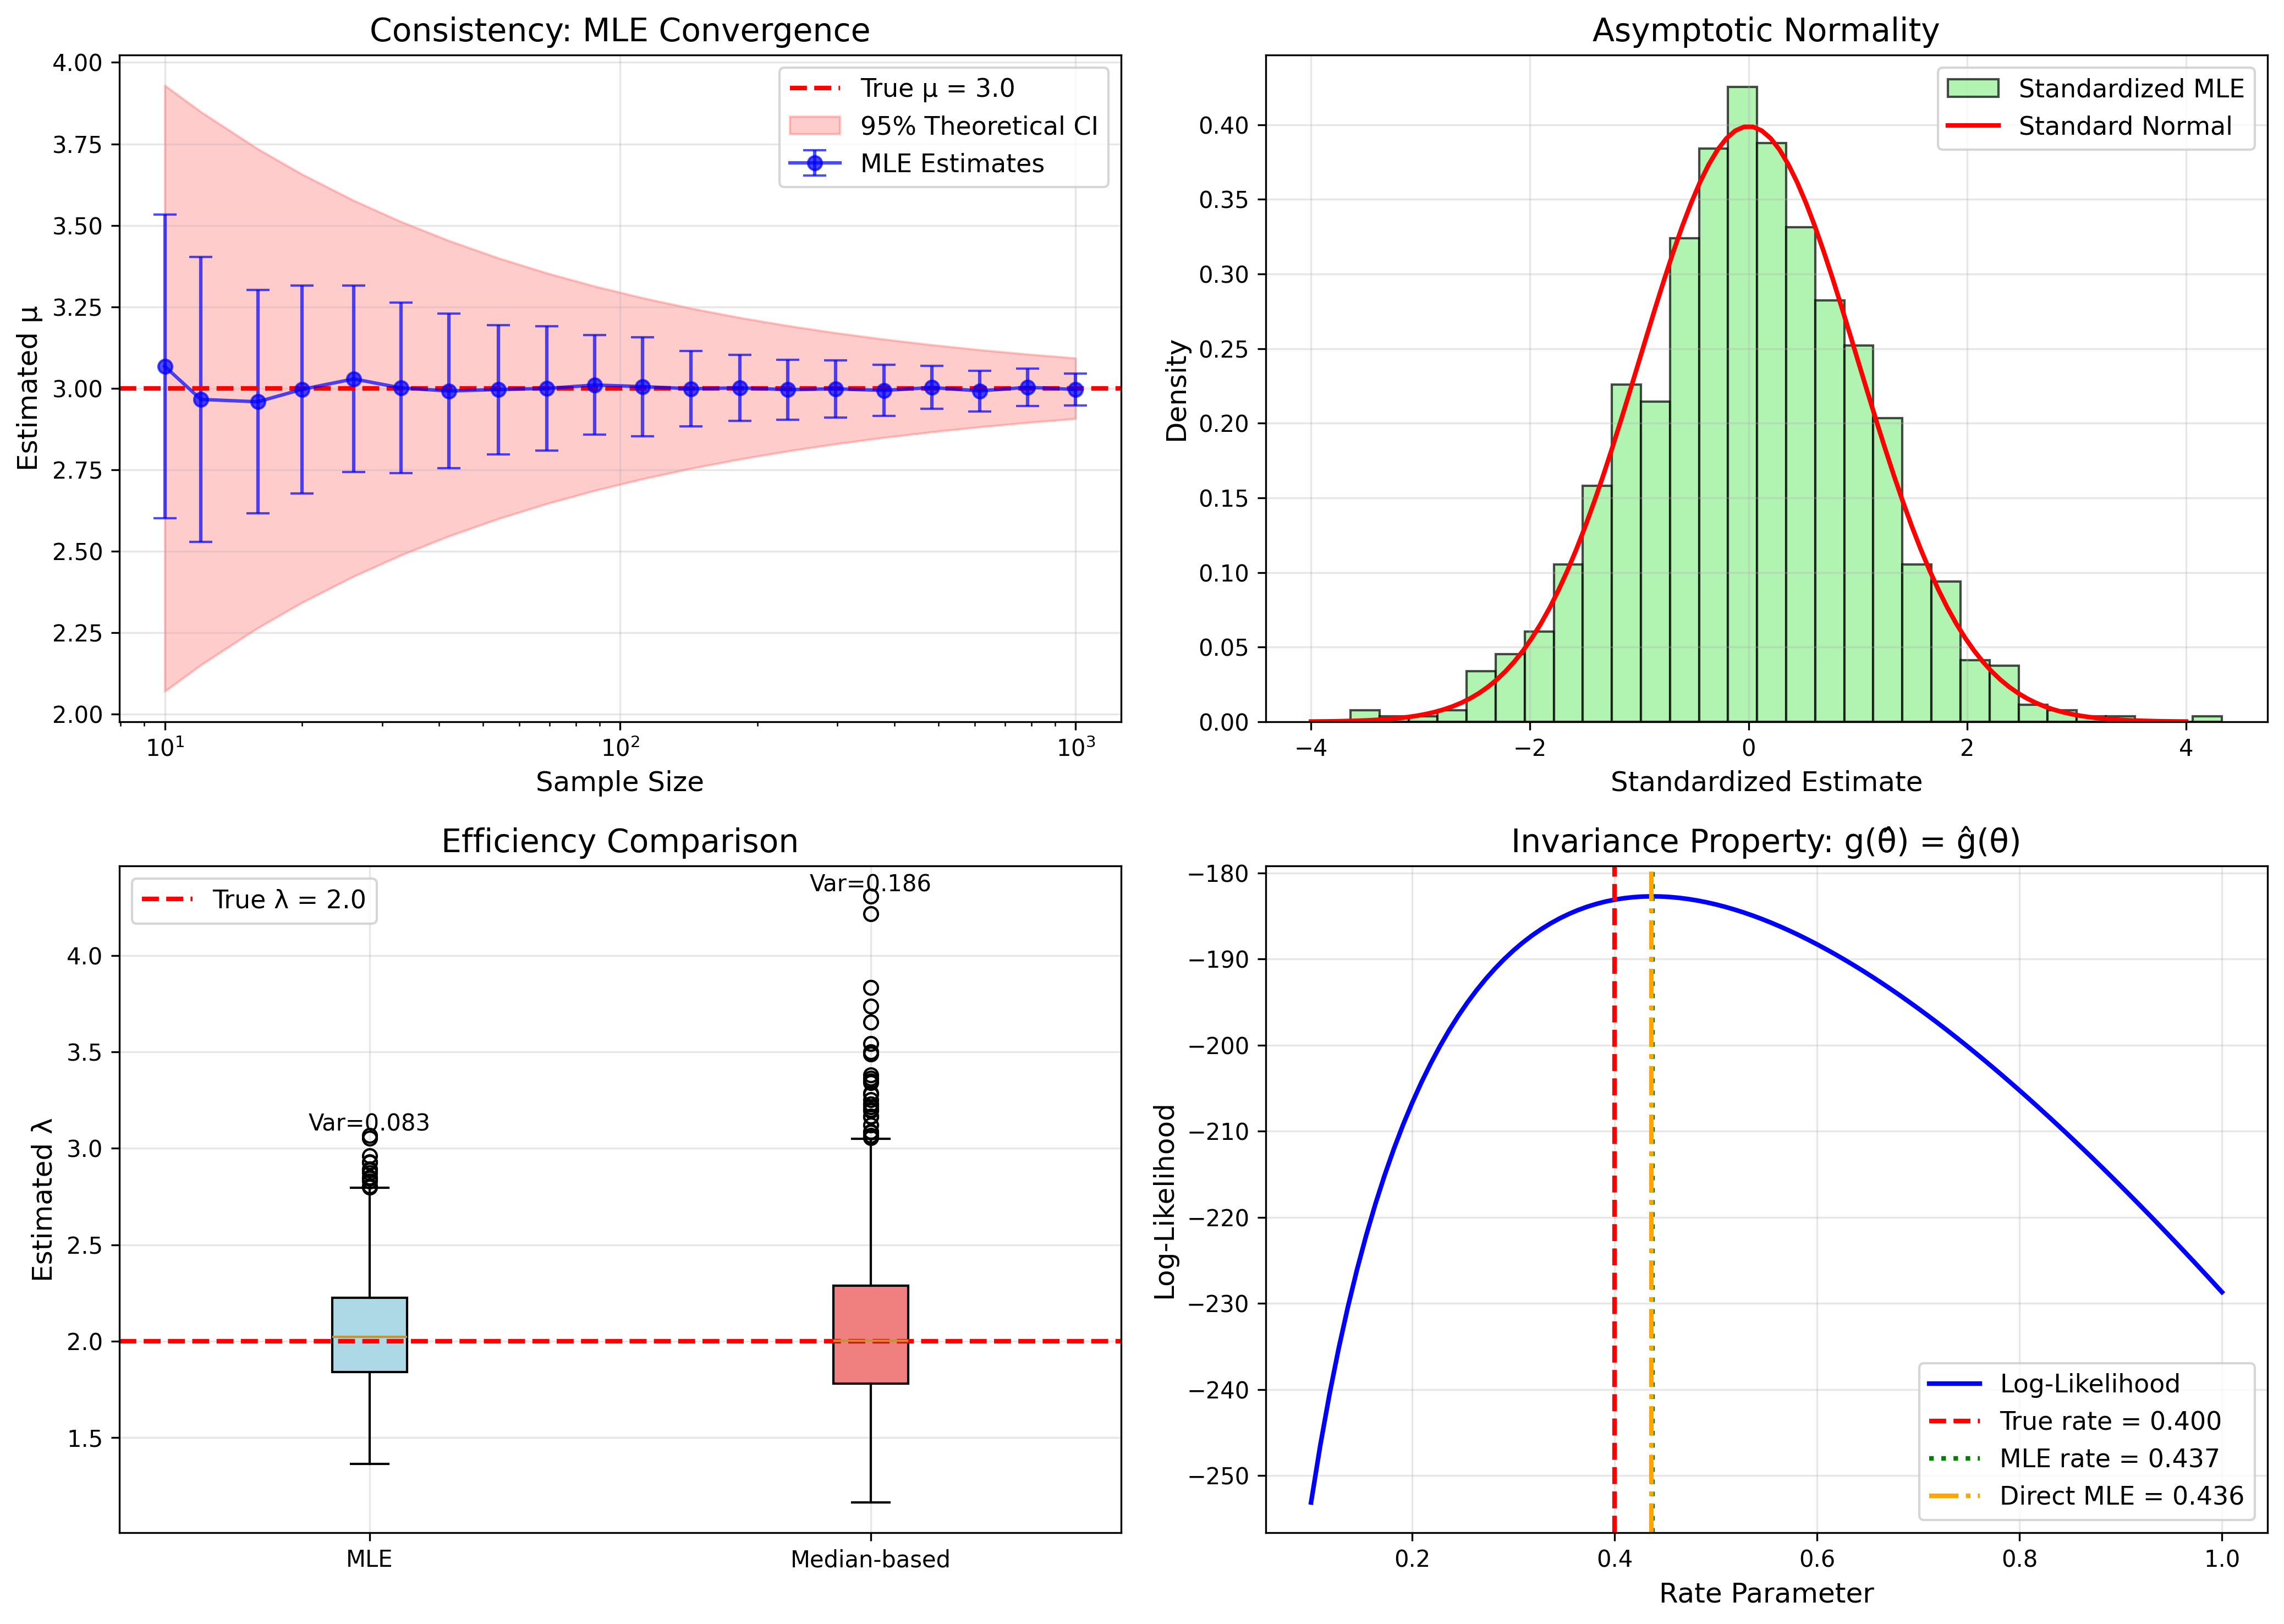 Consistency: MLE Convergence
4.00
3.75
3.50
3.25
3.00
2.75
2.50
2.25
2.00
Estimated μ
True μ = 3.0
95% Theoretical CI
MLE Estimates
10¹
10²
10³
Sample Size
Asymptotic Normality
0.40
0.35
0.30
0.25
0.20
0.15
0.10
0.05
0.00
Density
Standardized MLE
Standard Normal
−4
−2
0
2
4
Standardized Estimate
Efficiency Comparison
True λ = 2.0
4.0
3.5
3.0
2.5
2.0
1.5
Estimated λ
Var=0.083
Var=0.186
MLE
Median-based
Invariance Property: g(θ̂) = ĝ(θ)
−180
−190
−200
−210
−220
−230
−240
−250
Log-Likelihood
Log-Likelihood
True rate = 0.400
MLE rate = 0.437
Direct MLE = 0.436
0.2
0.4
0.6
0.8
1.0
Rate Parameter